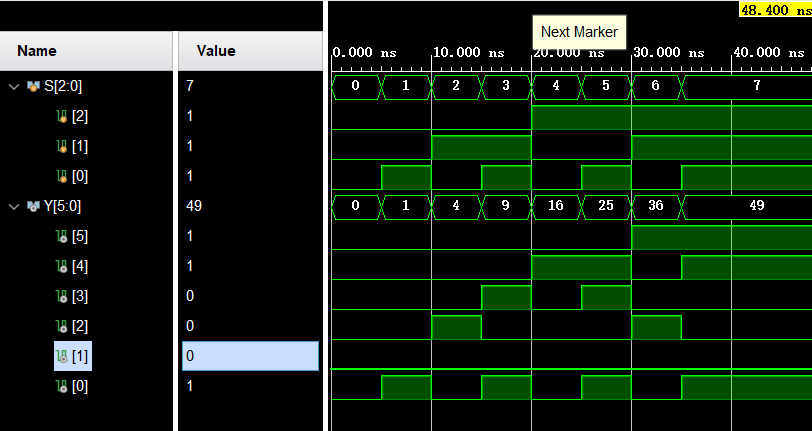 48.400 ns
Name Value
Next Marker
0.000 ns 10.000 ns 20.000 ns 30.000 ns 40.000 ns
S[2:0] 7 0 1 2 3 4 5 6 7
[2] 1
[1] 1
[0] 1
Y[5:0] 49 0 1 4 9 16 25 36 49
[5] 1
[4] 1
[3] 0
[2] 0
[1] 0
[0] 1